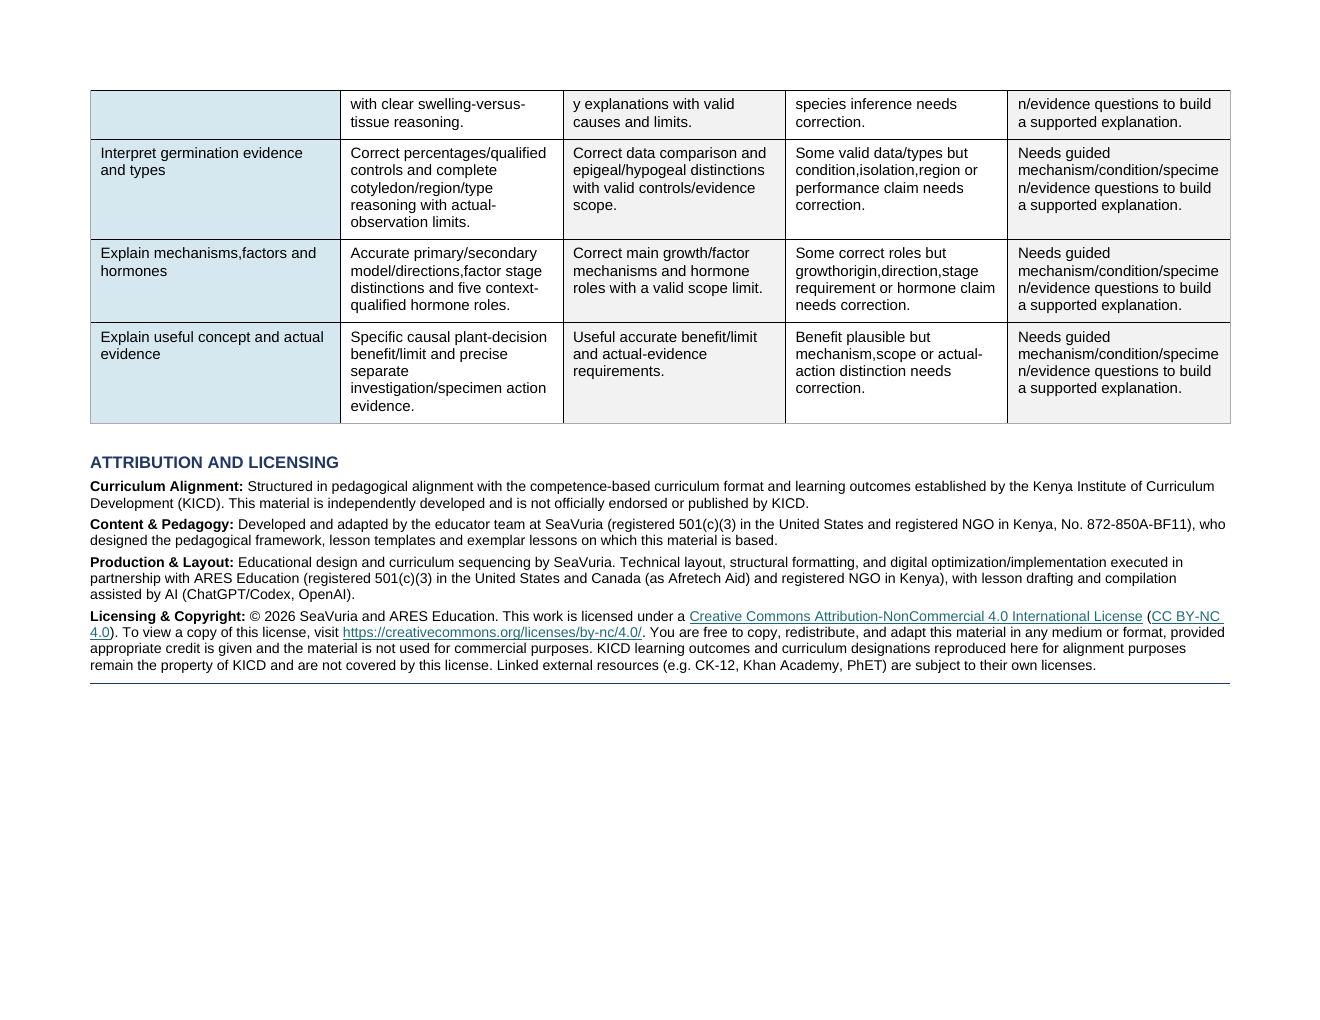 with clear swelling-versus-
tissue reasoning.
y explanations with valid
causes and limits.
species inference needs
correction.
n/evidence questions to build
a supported explanation.
Interpret germination evidence
and types
Correct percentages/qualified
controls and complete
cotyledon/region/type
reasoning with actual-
observation limits.
Correct data comparison and
epigeal/hypogeal distinctions
with valid controls/evidence
scope.
Some valid data/types but
condition,isolation,region or
performance claim needs
correction.
Needs guided
mechanism/condition/specime
n/evidence questions to build
a supported explanation.
Explain mechanisms,factors and
hormones
Accurate primary/secondary
model/directions,factor stage
distinctions and five context-
qualified hormone roles.
Correct main growth/factor
mechanisms and hormone
roles with a valid scope limit.
Some correct roles but
growthorigin,direction,stage
requirement or hormone claim
needs correction.
Needs guided
mechanism/condition/specime
n/evidence questions to build
a supported explanation.
Explain useful concept and actual
evidence
Specific causal plant-decision
benefit/limit and precise
separate
investigation/specimen action
evidence.
Useful accurate benefit/limit
and actual-evidence
requirements.
Benefit plausible but
mechanism,scope or actual-
action distinction needs
correction.
Needs guided
mechanism/condition/specime
n/evidence questions to build
a supported explanation.
ATTRIBUTION AND LICENSING
Curriculum Alignment: Structured in pedagogical alignment with the competence-based curriculum format and learning outcomes established by the Kenya Institute of Curriculum
Development (KICD). This material is independently developed and is not officially endorsed or published by KICD.
Content & Pedagogy: Developed and adapted by the educator team at SeaVuria (registered 501(c)(3) in the United States and registered NGO in Kenya, No. 872-850A-BF11), who
designed the pedagogical framework, lesson templates and exemplar lessons on which this material is based.
Production & Layout: Educational design and curriculum sequencing by SeaVuria. Technical layout, structural formatting, and digital optimization/implementation executed in
partnership with ARES Education (registered 501(c)(3) in the United States and Canada (as Afretech Aid) and registered NGO in Kenya), with lesson drafting and compilation
assisted by AI (ChatGPT/Codex, OpenAI).
Licensing & Copyright: © 2026 SeaVuria and ARES Education. This work is licensed under a Creative Commons Attribution-NonCommercial 4.0 International License (CC BY-NC
4.0). To view a copy of this license, visit https://creativecommons.org/licenses/by-nc/4.0/. You are free to copy, redistribute, and adapt this material in any medium or format, provided
appropriate credit is given and the material is not used for commercial purposes. KICD learning outcomes and curriculum designations reproduced here for alignment purposes
remain the property of KICD and are not covered by this license. Linked external resources (e.g. CK-12, Khan Academy, PhET) are subject to their own licenses.